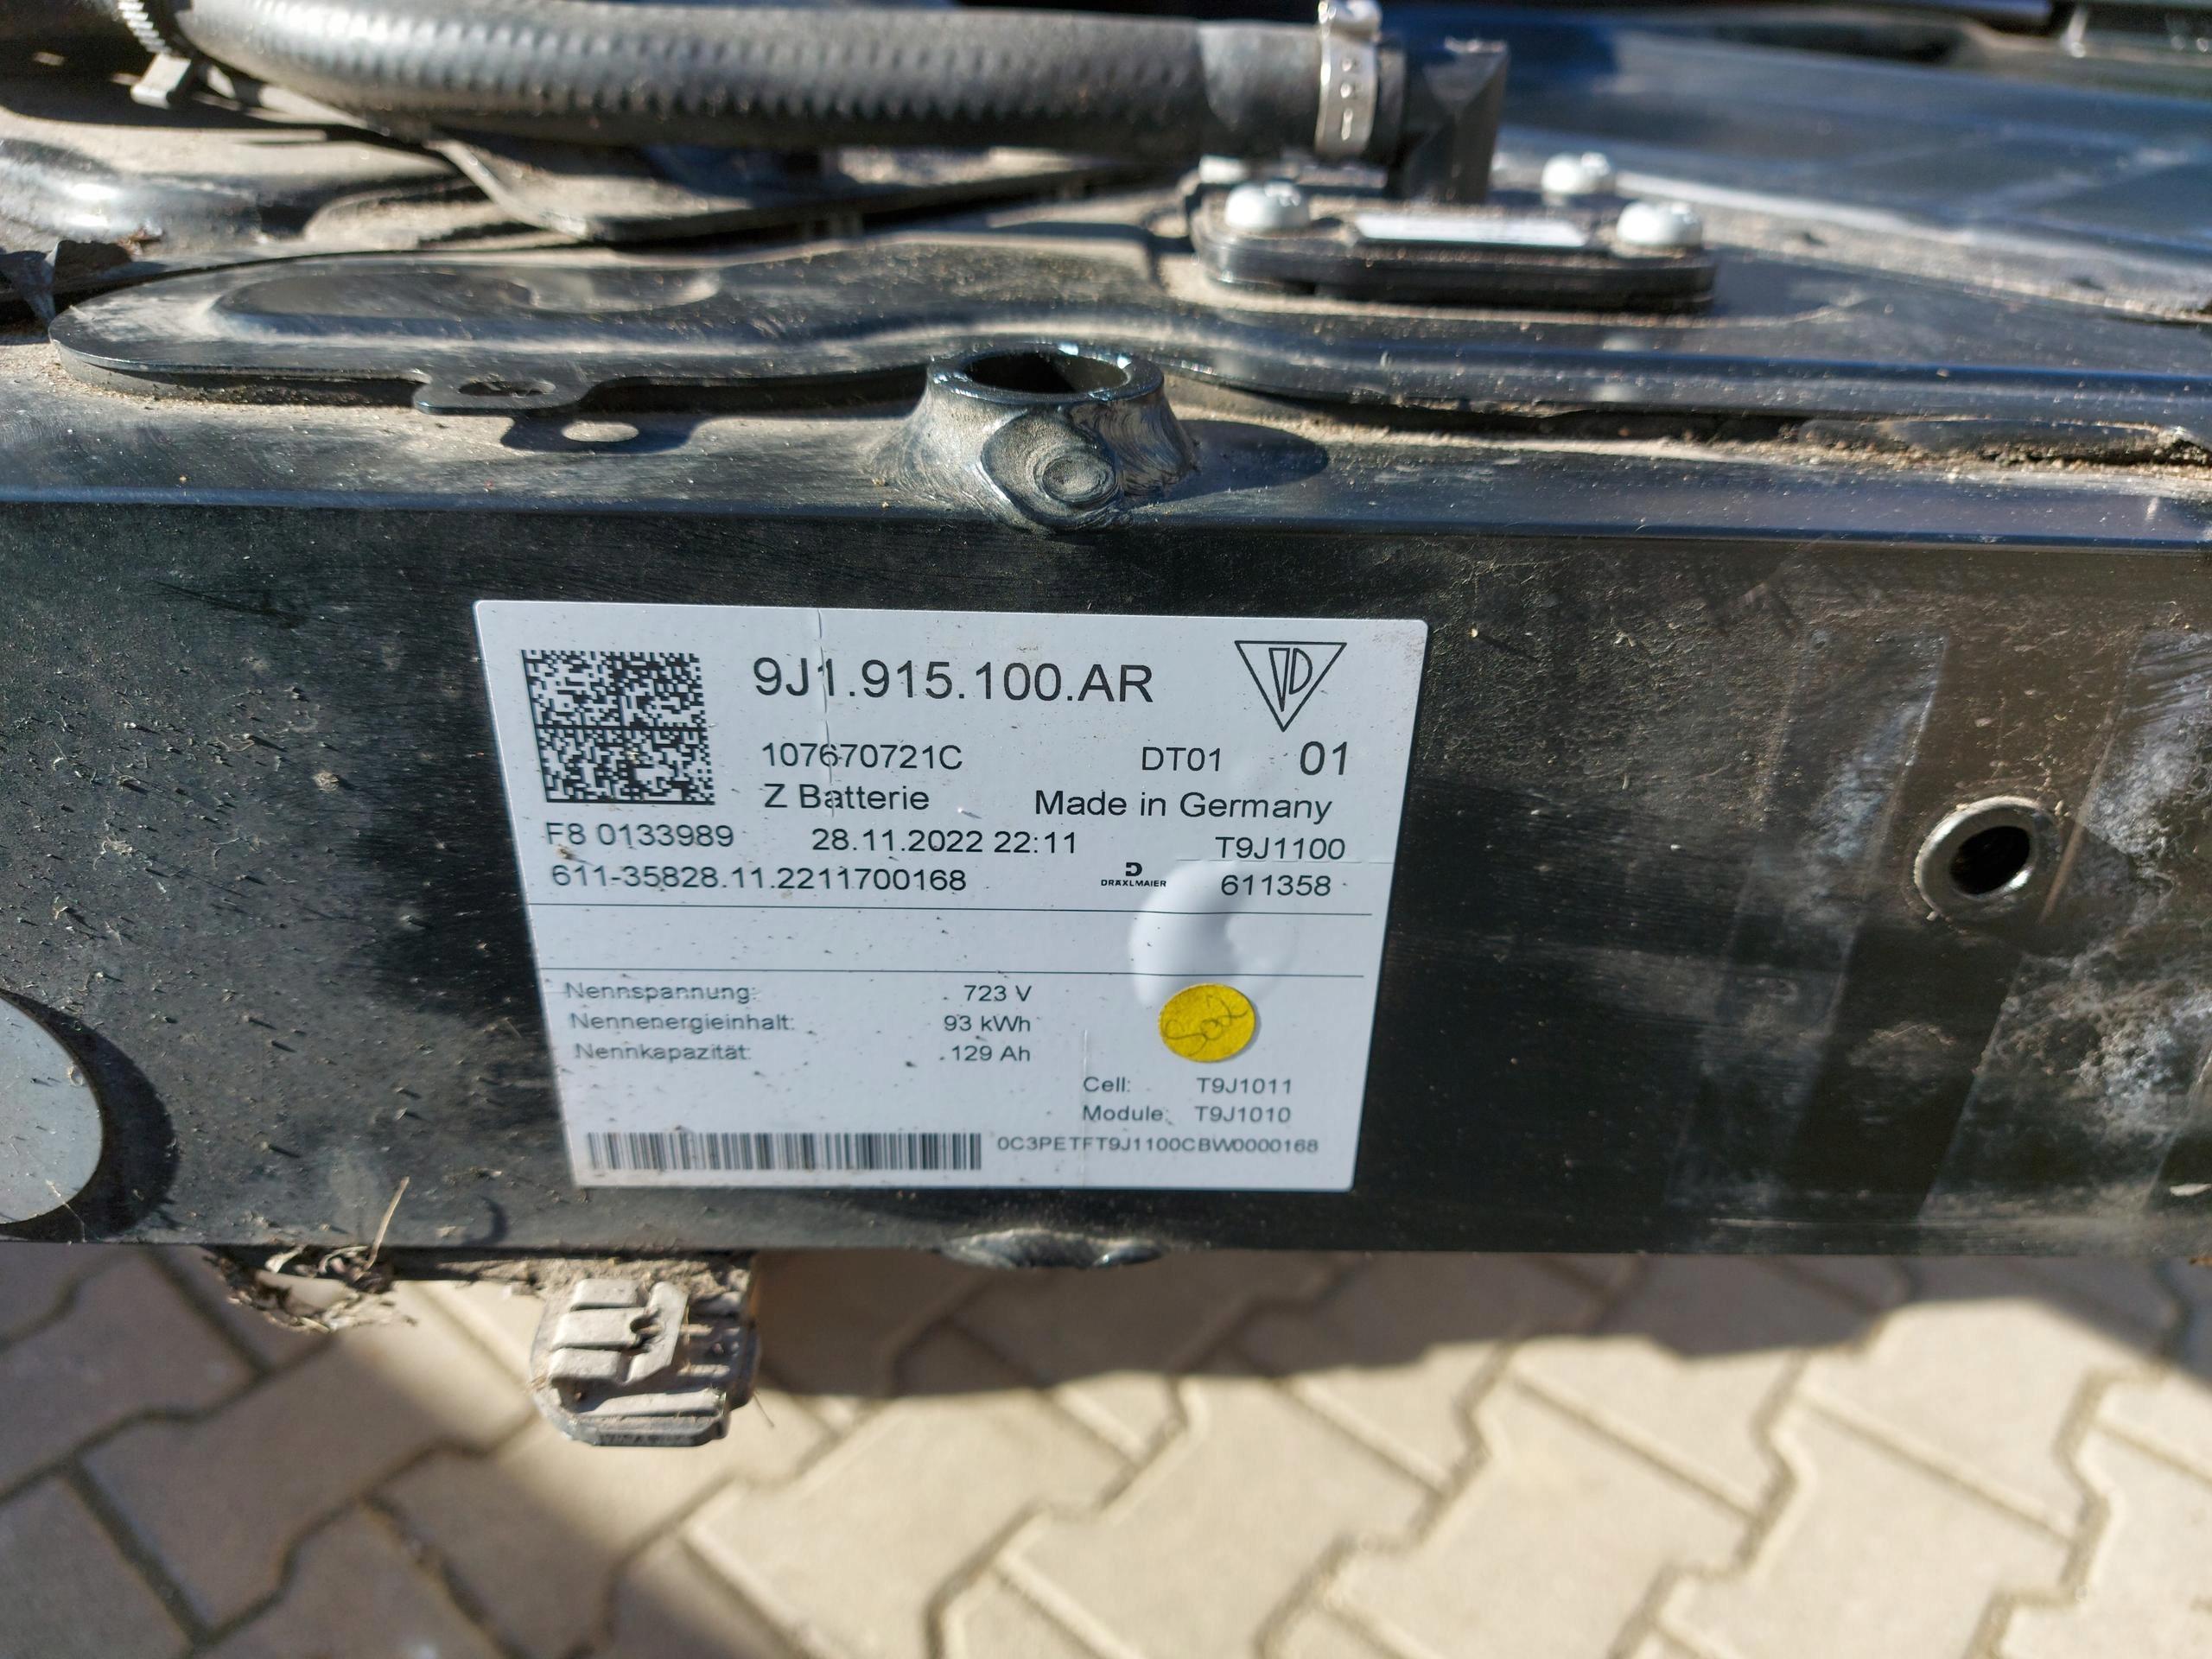 9J1.915.100.AR
107670721C DT01 01
Z Batterie Made in Germany
F8 0133989 28.11.2022 22:11 T9J1100
611-35828.11.2211700168 DRÄXLMAIER 611358
Nennspannung: 723 V
Nennenergieinhalt: 93 kWh
Nennkapazität: 129 Ah
Cell: T9J1011
Module: T9J1010
0C3PETFT9J1100CBW0000168